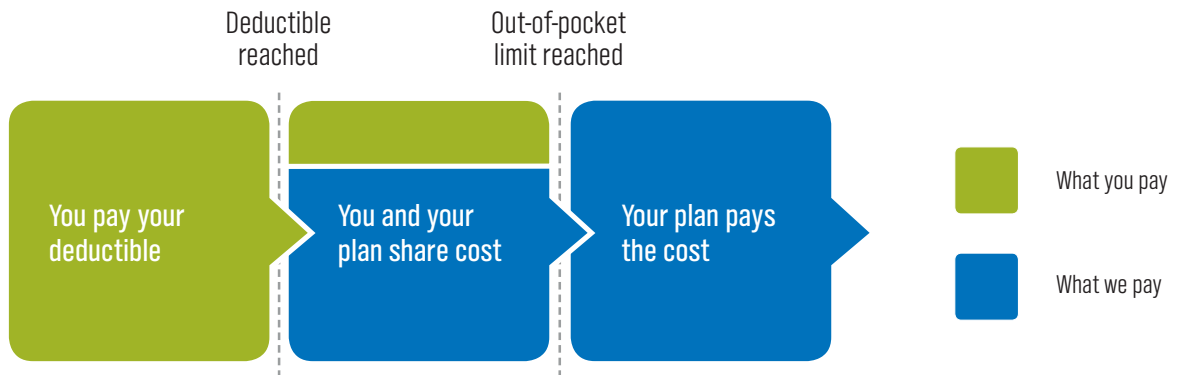 Deductible
reached
Out-of-pocket
limit reached
You pay your
deductible
You and your
plan share cost
Your plan pays
the cost
What you pay
What we pay